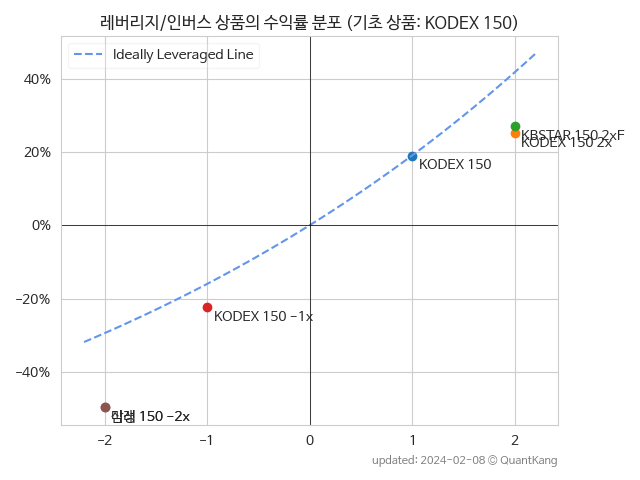 레버리지/인버스 상품의 수익률 분포 (기초 상품: KODEX 150)
Ideally Leveraged Line
40%
20%
0%
−20%
−40%
KBSTAR 150 2xF
KODEX 150 2x
KODEX 150
KODEX 150 −1x
150 −2x
−2
−1
0
1
2
updated: 2024-02-08 © QuantKang